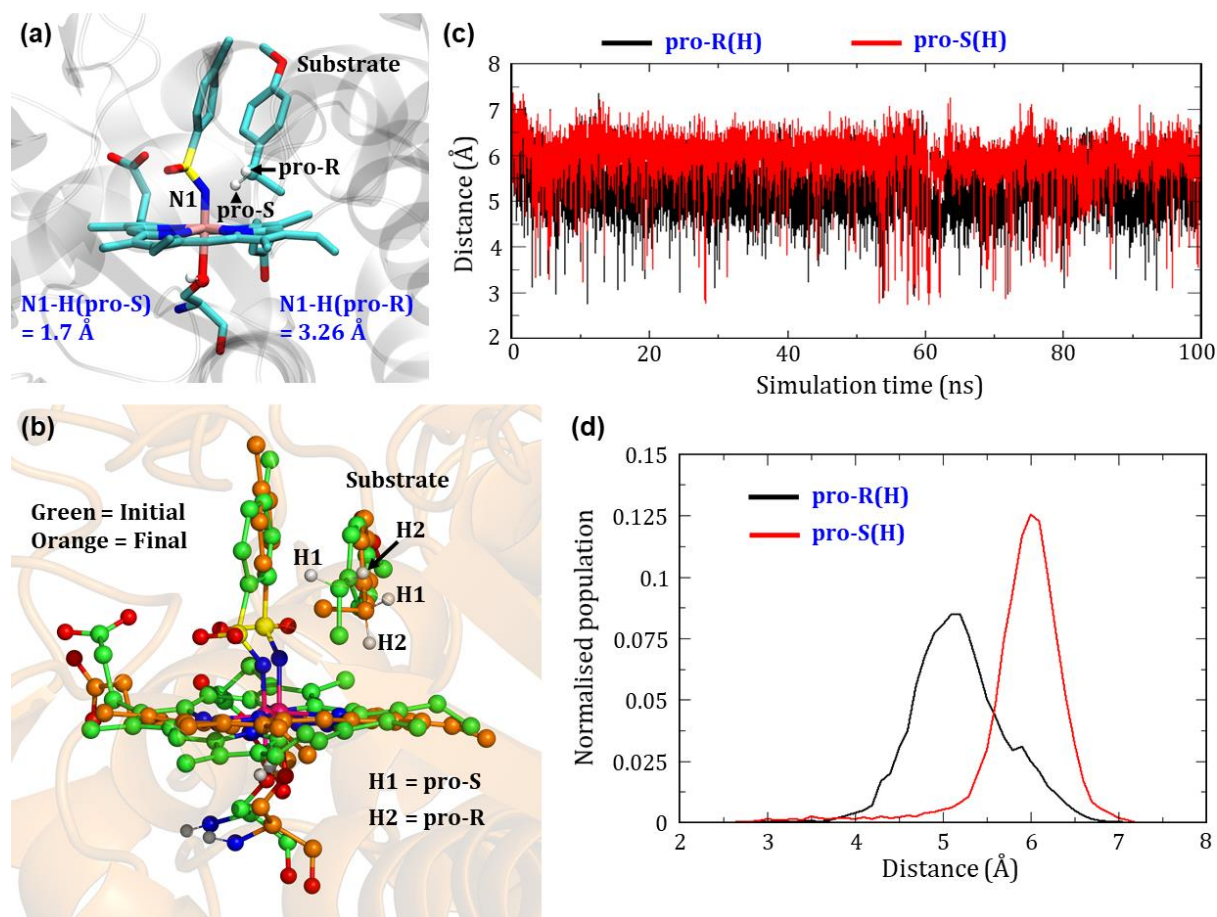 (a)
Substrate
pro-R
N1
pro-S
N1-H(pro-S)
= 1.7 Å
N1-H(pro-R)
= 3.26 Å
(c)
pro-R(H)
pro-S(H)
8
7
6
5
4
3
2
Distance (Å)
0
20
40
60
80
100
Simulation time (ns)
(b)
Green = Initial
Orange = Final
Substrate
H2
H1
H1
H2
H1 = pro-S
H2 = pro-R
(d)
pro-R(H)
pro-S(H)
0.15
0.125
0.1
0.075
0.05
0.025
0
Normalised population
2
3
4
5
6
7
8
Distance (Å)